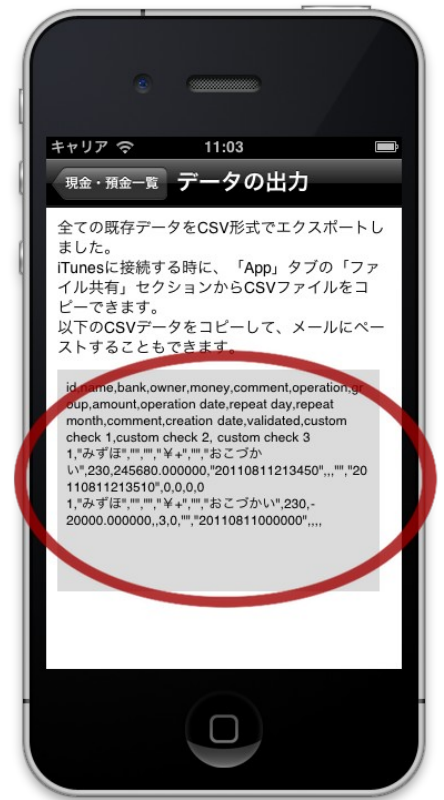 キャリア 11:03
現金・預金一覧 データの出力
全ての既存データをCSV形式でエクスポートし
ました。
iTunesに接続する時に、「App」タブの「ファ
イル共有」セクションからCSVファイルをコ
ピーできます。
以下のCSVデータをコピーして、メールにペー
ストすることもできます。
id,name,bank,owner,money,comment,operation,gr
oup,amount,operation date,repeat day,repeat
month,comment,creation date,validated,custom
check 1,custom check 2, custom check 3
1,"みずほ","","","￥+","","おこづか
い",230,245680.000000,"20110811213450",,,"","20
110811213510",0,0,0,0
1,"みずほ","","","￥+","","おこづかい",230,-
20000.000000,,3,0,"","20110811000000",,,,